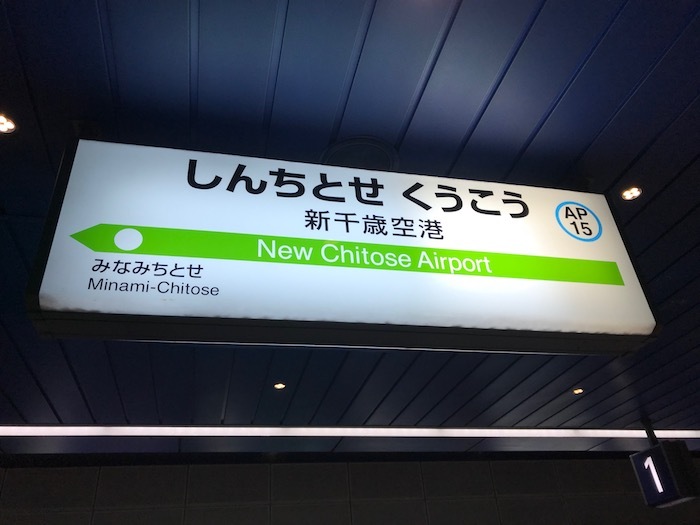 しんちとせ くうこう
新千歳空港
AP
15
New Chitose Airport
みなみちとせ
Minami-Chitose
1